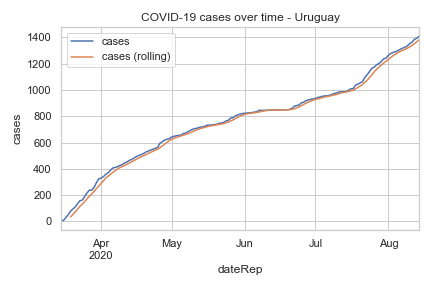 COVID-19 cases over time - Uruguay
cases
cases (rolling)
1400
1200
1000
800
600
400
200
0
cases
Apr
2020
May
Jun
Jul
Aug
dateRep